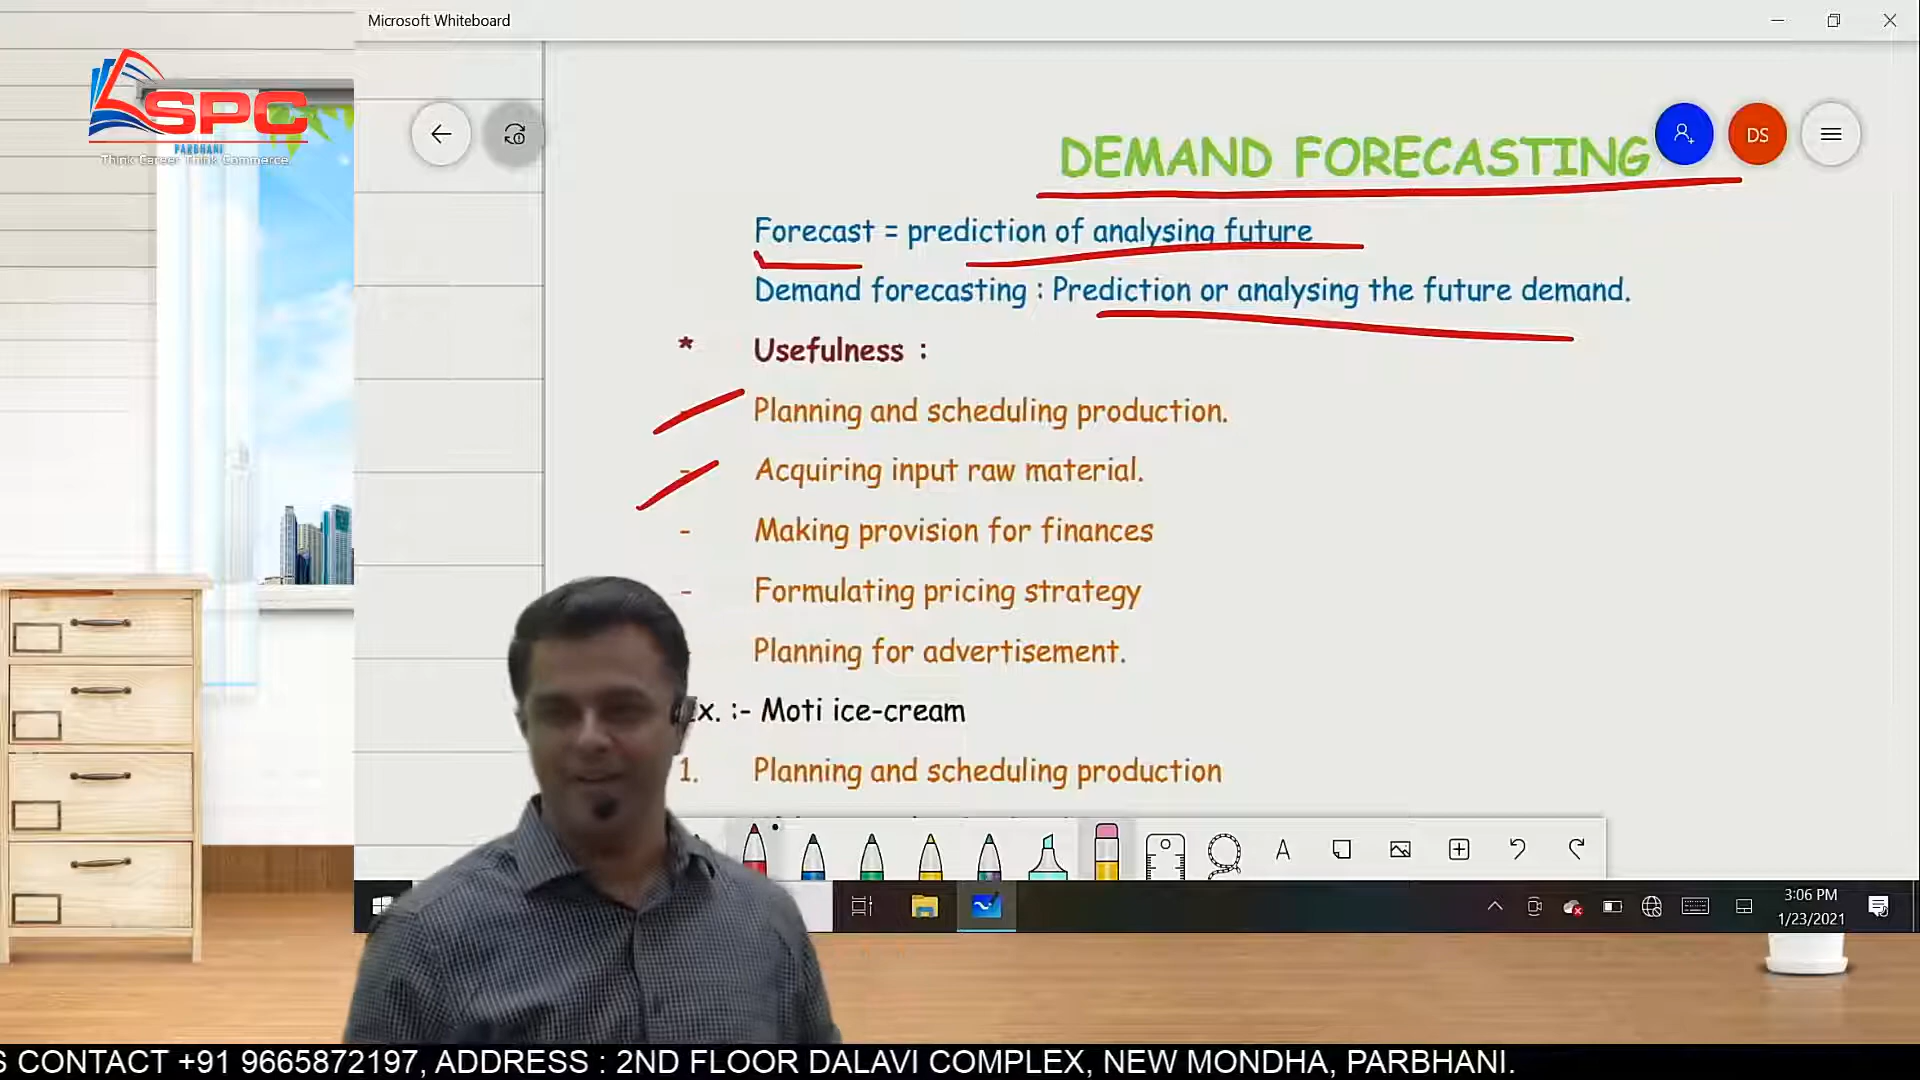 Microsoft Whiteboard
SPC
PARBHANI
Think Career Think Commerce.
DS
DEMAND FORECASTING
Forecast = prediction of analysing future
Demand forecasting : Prediction or analysing the future demand.
* Usefulness :
- Planning and scheduling production.
- Acquiring input raw material.
- Making provision for finances
- Formulating pricing strategy
- Planning for advertisement.
Ex. :- Moti ice-cream
1. Planning and scheduling production
A
3:06 PM
1/23/2021
S CONTACT +91 9665872197, ADDRESS : 2ND FLOOR DALAVI COMPLEX, NEW MONDHA, PARBHANI.